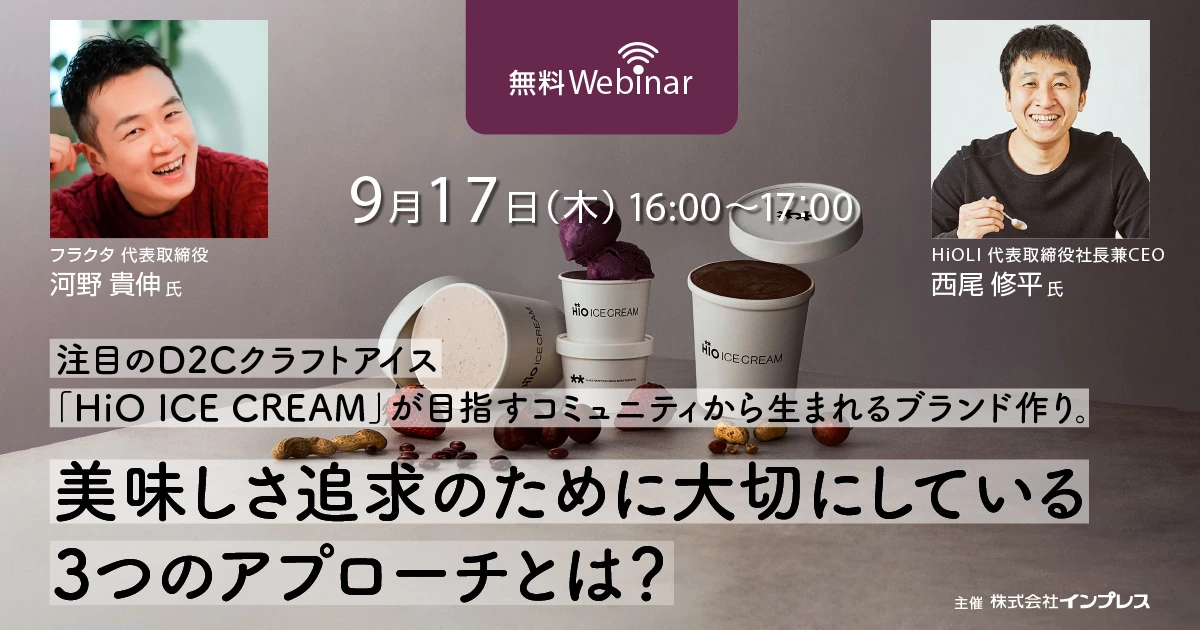 無料Webinar
9月17日（木）16:00〜17:00
フラクタ 代表取締役
河野 貴伸 氏
HiOLI 代表取締役社長兼CEO
西尾 修平 氏
HiO ICE CREAM
HiO ICE CREAM
HiO ICE CREAM
注目のD2Cクラフトアイス
「HiO ICE CREAM」が目指すコミュニティから生まれるブランド作り。
美味しさ追求のために大切にしている
3つのアプローチとは？
主催 株式会社インプレス